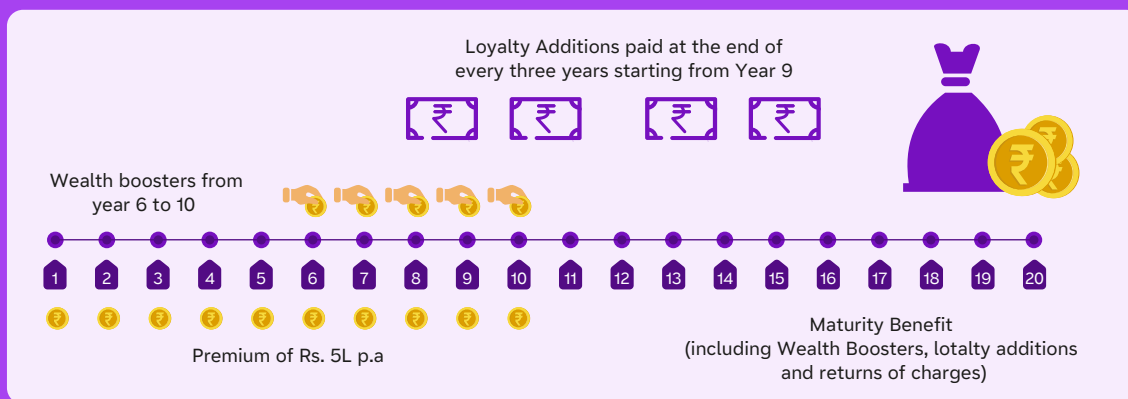 Loyalty Additions paid at the end of
every three years starting from Year 9
₹ ₹ ₹ ₹
₹ ₹ ₹
Wealth boosters from
year 6 to 10
₹ ₹ ₹ ₹ ₹
1 2 3 4 5 6 7 8 9 10 11 12 13 14 15 16 17 18 19 20
₹ ₹ ₹ ₹ ₹ ₹ ₹ ₹ ₹ ₹
Premium of Rs. 5L p.a
Maturity Benefit
(including Wealth Boosters, lotalty additions
and returns of charges)